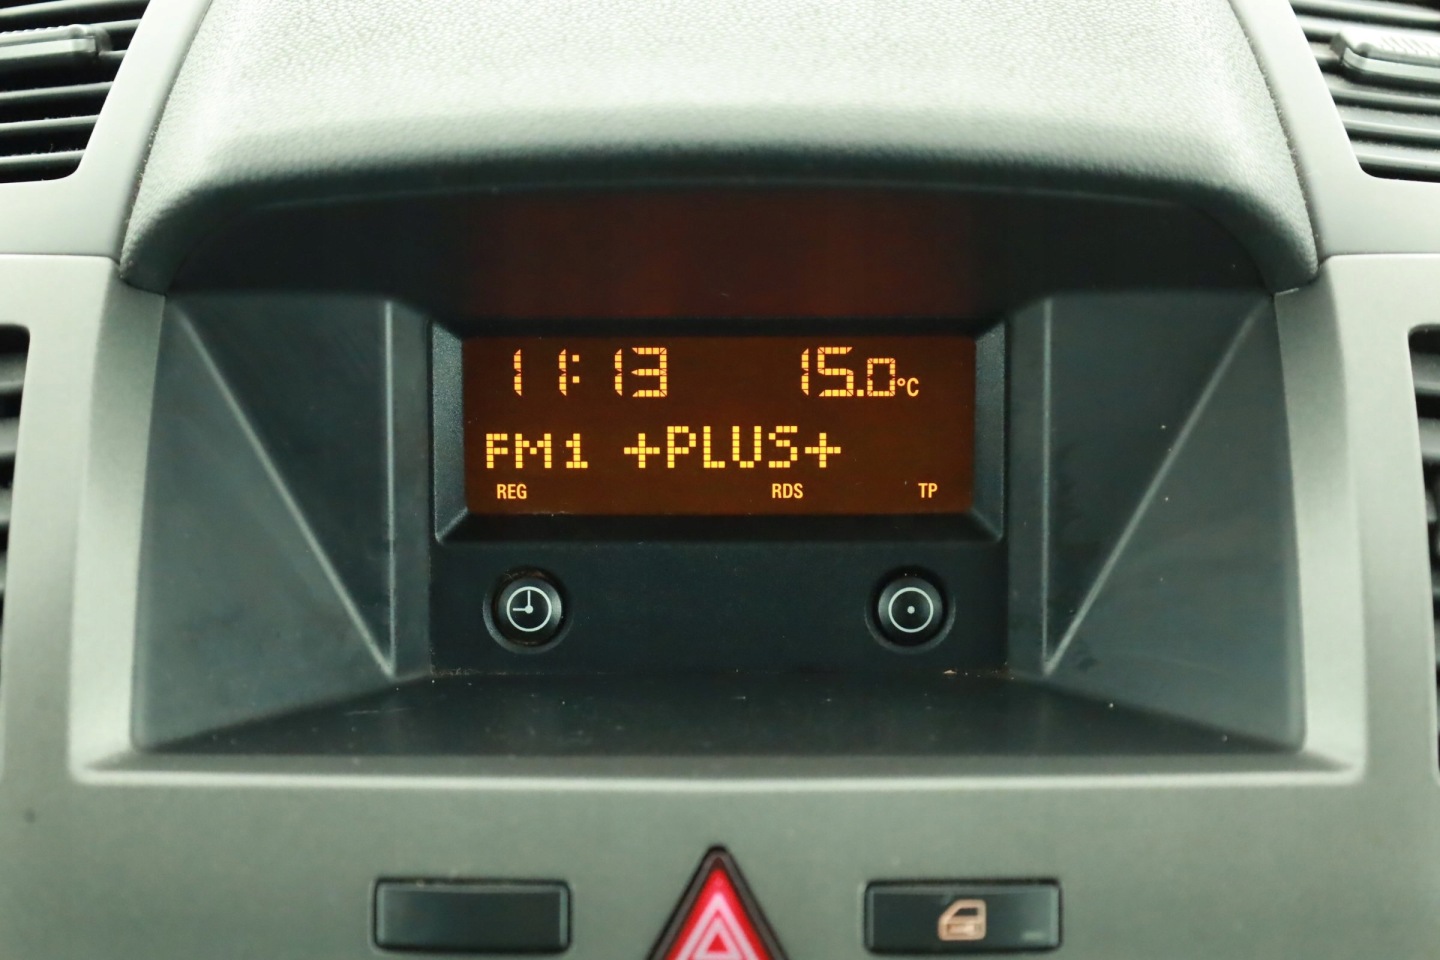 11:13 15.0°C
FM1 +PLUS+
REG RDS TP